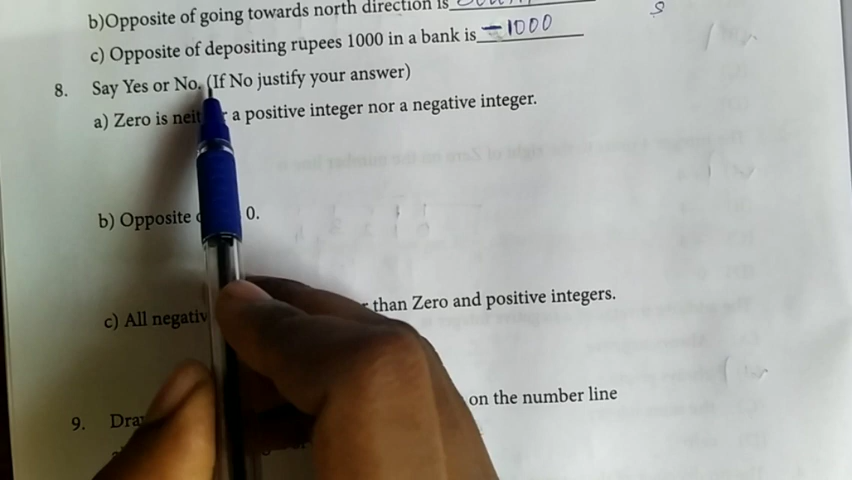 b)Opposite of going towards north direction is
c) Opposite of depositing rupees 1000 in a bank is -1000
8. Say Yes or No. (If No justify your answer)
a) Zero is neit a positive integer nor a negative integer.
b) Opposite 0.
c) All negativ than Zero and positive integers.
9. Dra on the number line